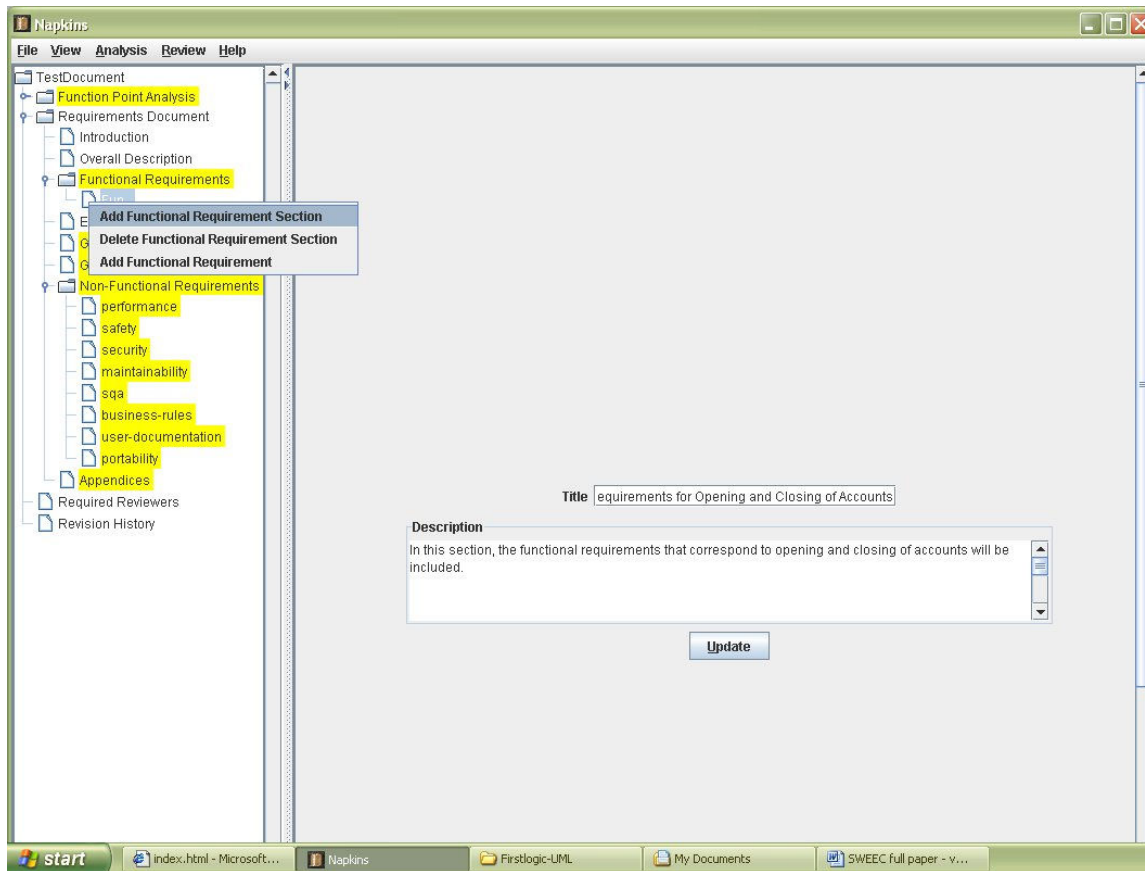 Napkins
File View Analysis Review Help
TestDocument
Function Point Analysis
Requirements Document
Introduction
Overall Description
Functional Requirements
Fun...
E
G
G
Add Functional Requirement Section
Delete Functional Requirement Section
Add Functional Requirement
Non-Functional Requirements
performance
safety
security
maintainability
sqa
business-rules
user-documentation
portability
Appendices
Required Reviewers
Revision History
Title equirements for Opening and Closing of Accounts
Description
In this section, the functional requirements that correspond to opening and closing of accounts will be
included.
Update
start index.html - Microsoft... Napkins Firstlogic-UML My Documents SWEEC full paper - v...